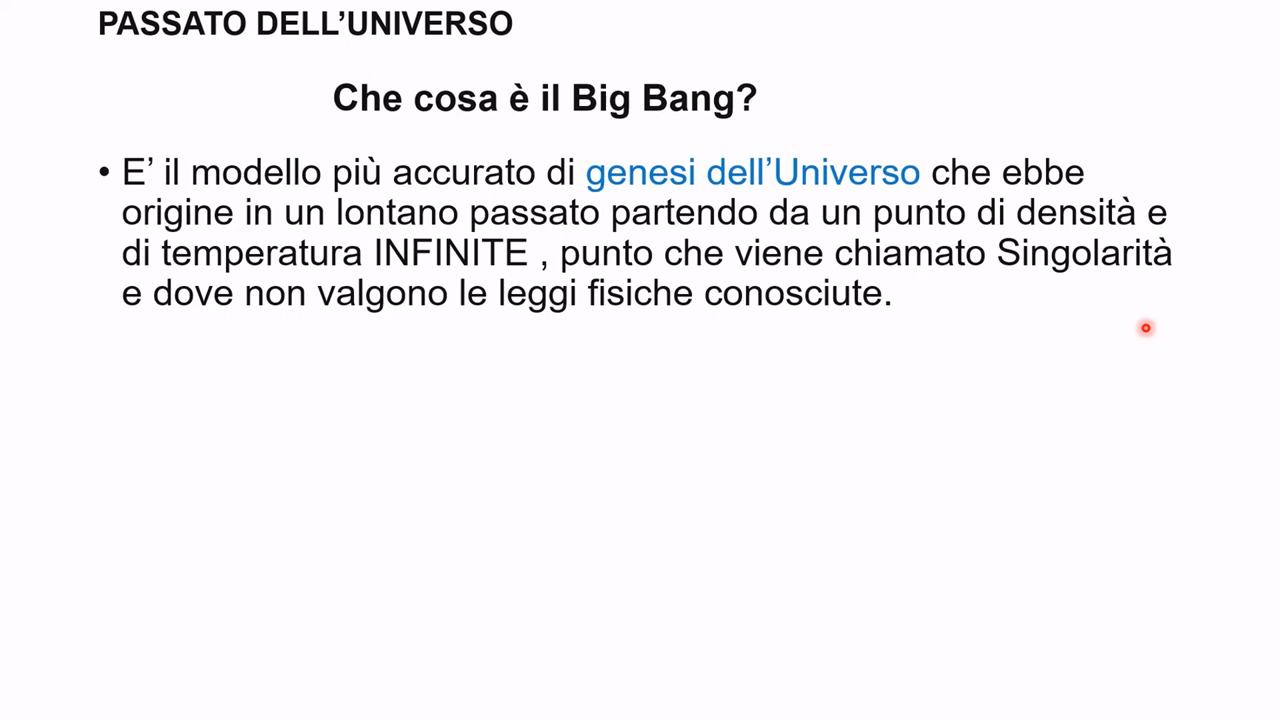 PASSATO DELL’UNIVERSO
Che cosa è il Big Bang?
• E’ il modello più accurato di genesi dell’Universo che ebbe
origine in un lontano passato partendo da un punto di densità e
di temperatura INFINITE , punto che viene chiamato Singolarità
e dove non valgono le leggi fisiche conosciute.